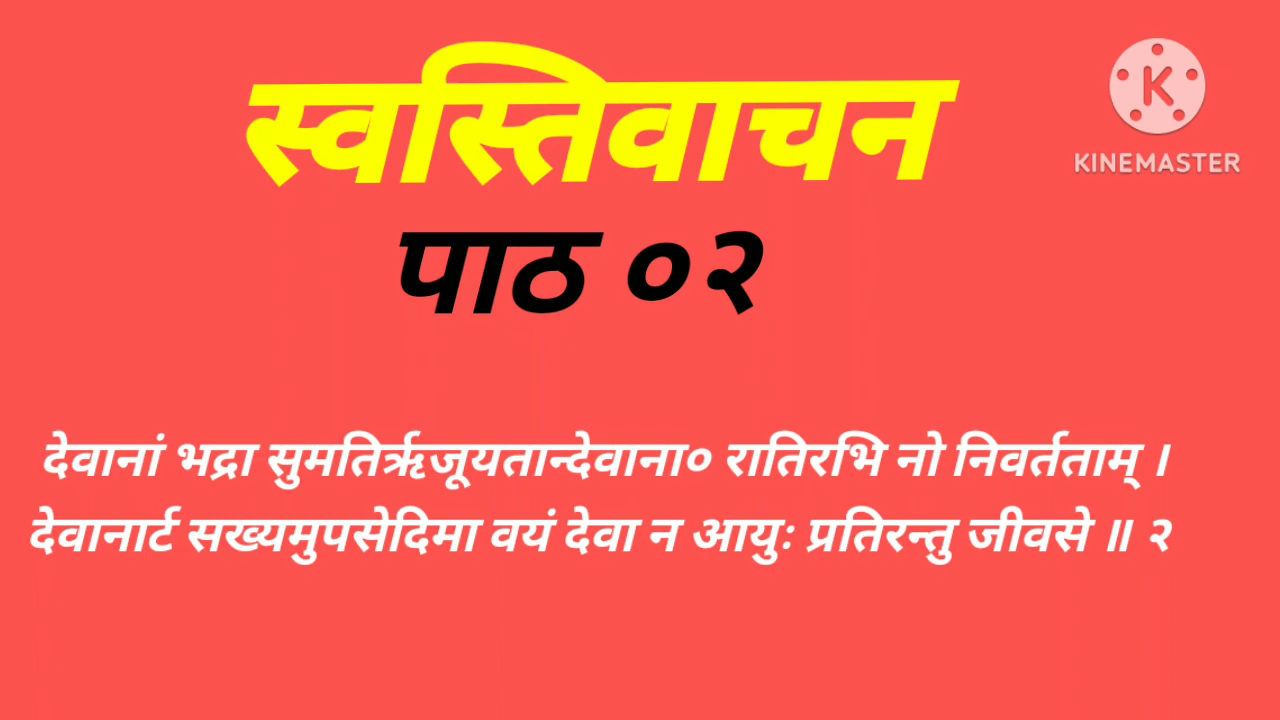 स्वस्तिवाचन
KINEMASTER
पाठ ०२
देवानां भद्रा सुमतिर्ऋजूयतान्देवाना० रातिरभि नो निवर्तताम् ।
देवानार्ट सख्यमुपसेदिमा वयं देवा न आयुः प्रतिरन्तु जीवसे ॥ २